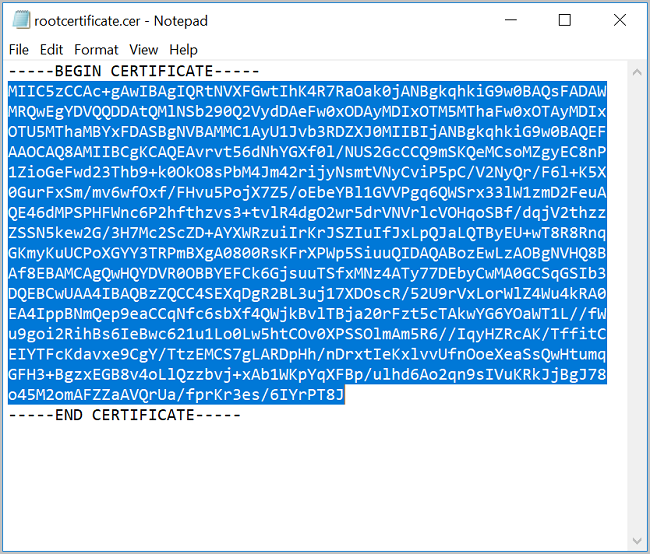 rootcertificate.cer - Notepad
File Edit Format View Help
-----BEGIN CERTIFICATE-----
MIIC5zCCAc+gAwIBAgIQRtNVXFGwtIhK4R7RaOak0jANBgkqhkiG9w0BAQsFADAW
MRQwEgYDVQQDDAtQMlNSb290Q2VydDAeFw0xODAyMDIxOTM5MThaFw0xOTAyMDIx
OTU5MThaMBYxFDASBgNVBAMMC1AyU1Jvb3RDZXJ0MIIBIjANBgkqhkiG9w0BAQEF
AAOCAQ8AMIIBCgKCAQEAvrvt56dNhYGXf0l/NUS2GcCCQ9mSKQeMCsoMZgyEC8nP
1ZioGeFwd23Thb9+k0OkO8sPbM4Jm42rijyNsmtVNyCviP5pC/V2NyQr/F6l+K5X
0GurFxSm/mv6wfOxf/FHvu5PojX7Z5/oEbeYBl1GVVPgq6QWSrx33lW1zmD2FeuA
QE46dMPSPHFWnc6P2hfthzvs3+tvlR4dgO2wr5drVNVrlcVOHqoSBf/dqjV2thzz
ZSSN5kew2G/3H7Mc2ScZD+AYXWRzuiIrKrJSZIuIfJxLpQJaLQTByEU+wT8R8Rnq
GKmyKuUCPoXGYY3TRPmBXgA0800RsKFrXPWp5SiuuQIDAQABozEwLzAOBgNVHQ8B
Af8EBAMCAgQwHQYDVR0OBBYEFCk6GjsuuTSfxMNz4ATy77DEbyCwMA0GCSqGSIb3
DQEBCwUAA4IBAQBzZQCC4SEXqDgR2BL3uj17XDOscR/52U9rVxLorWlZ4Wu4kRA0
EA4IppBNmQep9eaCCqNfc6sbXf4QWjkBvlTBja20rFzt5cTAkwYG6YOaWT1L//fW
u9goi2RihBs6IeBwc621u1Lo0Lw5htCOv0XPSSOlmAm5R6//IqyHZRcAK/TffitC
EIYTFcKdavxe9CgY/TtzEMCS7gLARDpHh/nDrxtIeKxlvvUfnOoeXeaSsQwHtumq
GFH3+BgzxEGB8v4oLlQzzbvj+xAb1WKpYqXFBp/ulhd6Ao2qn9sIVuKRkJjBgJ78
o45M2omAFZZaAVQrUa/fprKr3es/6IYrPT8J
-----END CERTIFICATE-----